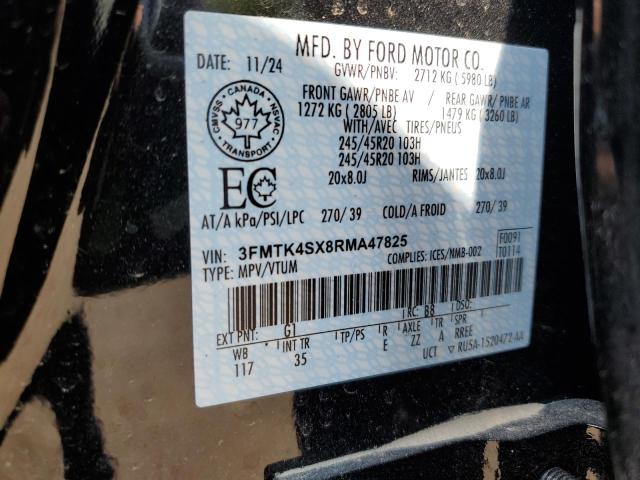 MFD. BY FORD MOTOR CO.
DATE: 11/24
GVWR/PNBV: 2712 KG ( 5980 LB)
FRONT GAWR/PNBE AV / REAR GAWR/ PNBE AR
1272 KG ( 2805 LB) 1479 KG ( 3260 LB)
WITH/AVEC TIRES/PNEUS
245/45R20 103H
245/45R20 103H
20x8.0J RIMS/JANTES 20x8.0J
CMVSS · CANADA · NSVAC
977
TRANSPORT
EC
AT/A kPa/PSI/LPC 270/ 39 COLD/A FROID 270/ 39
VIN: 3FMTK4SX8RMA47825
TYPE: MPV/VTUM
COMPLIES: ICES/NMB-002
F0091
T0114
EXT PNT: G1 RC: B8 DSO:
WB INT TR TP/PS R AXLE TR SPR
117 35 E ZZ A RREE
UCT ▽ RU5A-1520472-AA